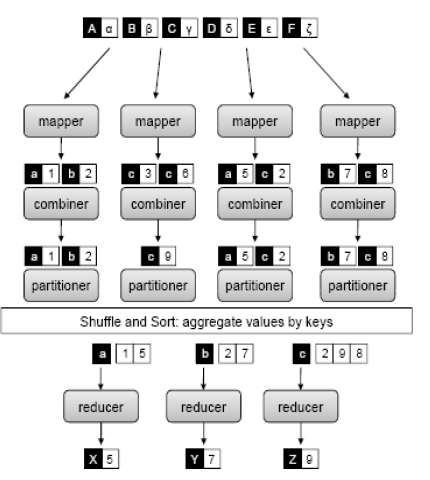 A α B β C γ D δ E ε F ζ
mapper mapper mapper mapper
a 1 b 2 c 3 c 6 a 5 c 2 b 7 c 8
combiner combiner combiner combiner
a 1 b 2 c 9 a 5 c 2 b 7 c 8
partitioner partitioner partitioner partitioner
Shuffle and Sort: aggregate values by keys
a 1 5 b 2 7 c 2 9 8
reducer reducer reducer
X 5 Y 7 Z 9